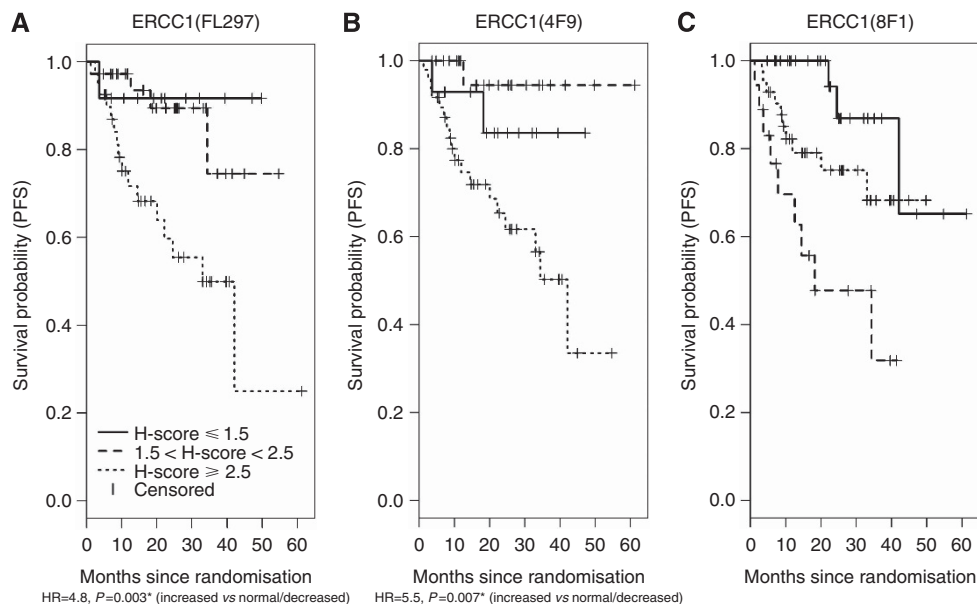 A
ERCC1(FL297)
Survival probability (PFS)
1.0
0.8
0.6
0.4
0.2
0.0
H-score ⩽ 1.5
1.5 < H-score < 2.5
H-score ⩾ 2.5
Censored
0 10 20 30 40 50 60
Months since randomisation
HR=4.8, P=0.003* (increased vs normal/decreased)
B
ERCC1(4F9)
Survival probability (PFS)
1.0
0.8
0.6
0.4
0.2
0.0
0 10 20 30 40 50 60
Months since randomisation
HR=5.5, P=0.007* (increased vs normal/decreased)
C
ERCC1(8F1)
Survival probability (PFS)
1.0
0.8
0.6
0.4
0.2
0.0
0 10 20 30 40 50 60
Months since randomisation